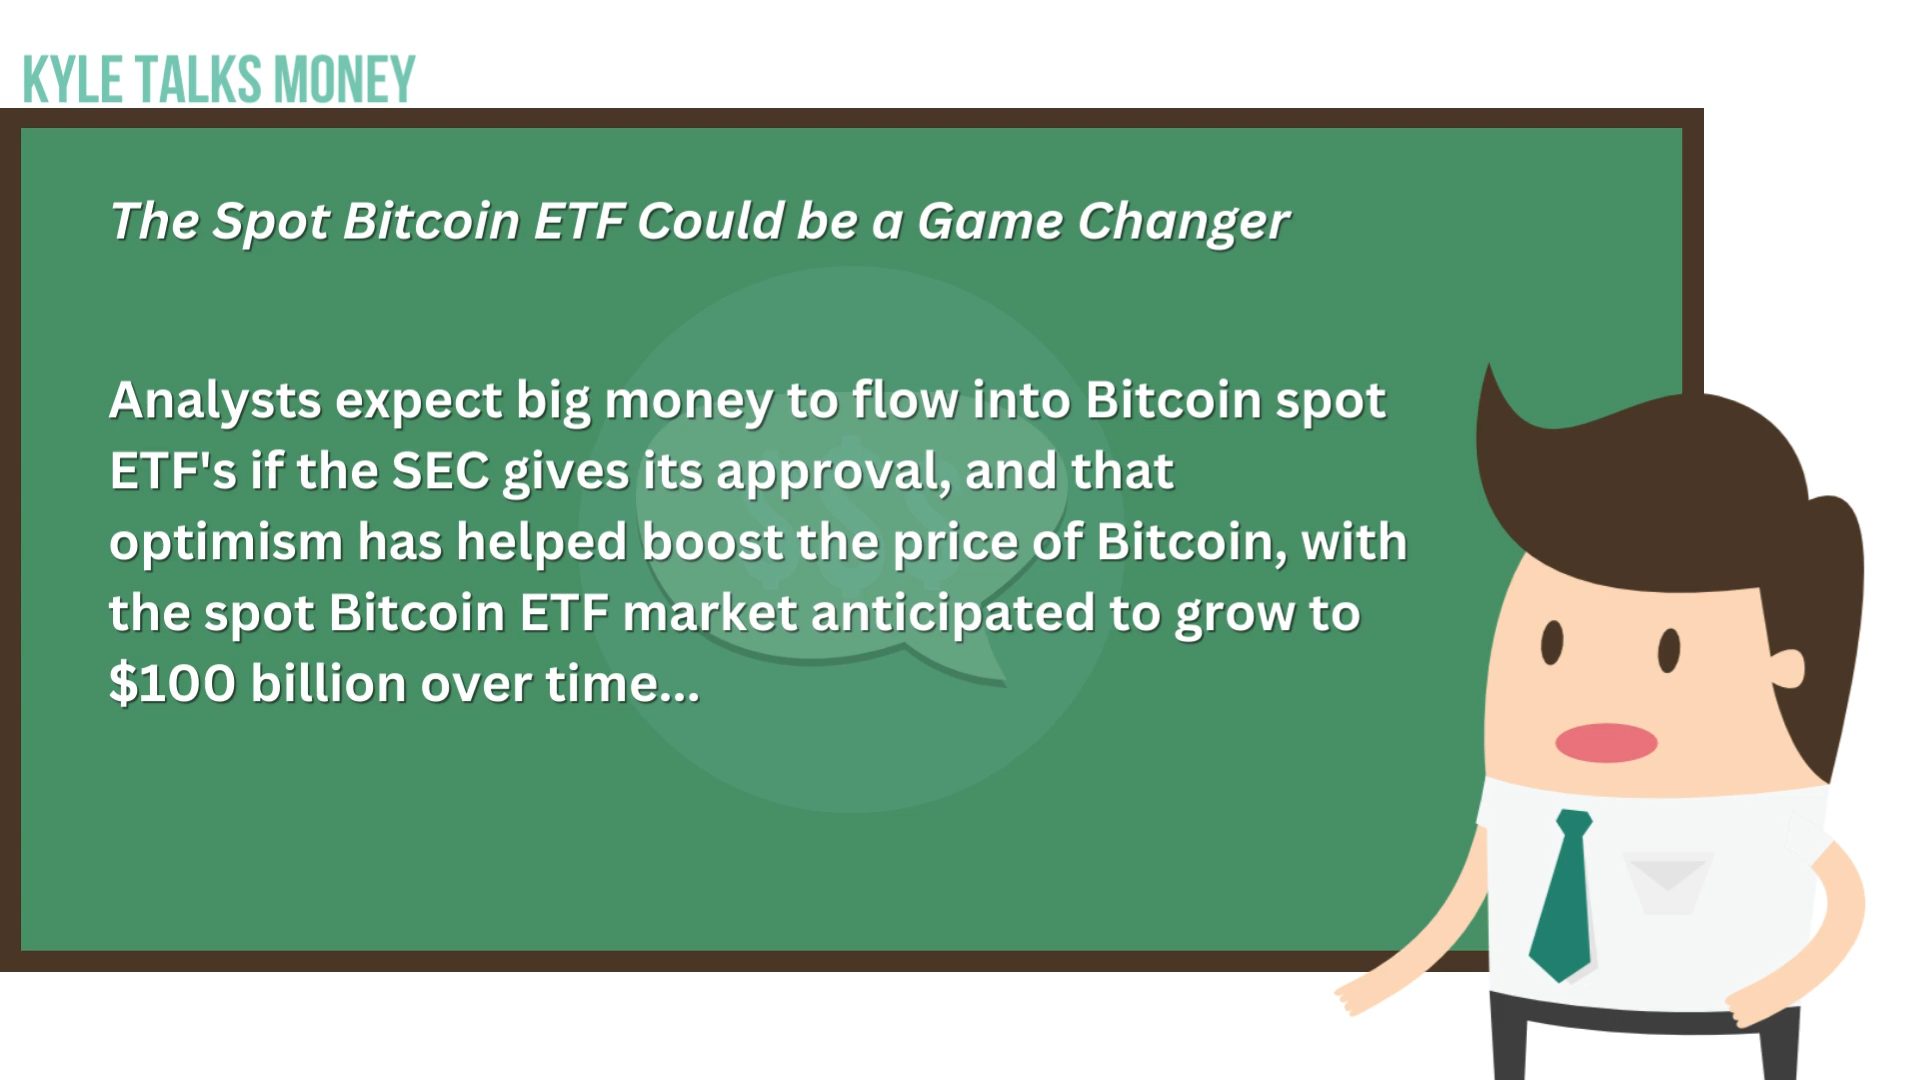 KYLE TALKS MONEY
The Spot Bitcoin ETF Could be a Game Changer
Analysts expect big money to flow into Bitcoin spot
ETF's if the SEC gives its approval, and that
optimism has helped boost the price of Bitcoin, with
the spot Bitcoin ETF market anticipated to grow to
$100 billion over time...
$$$